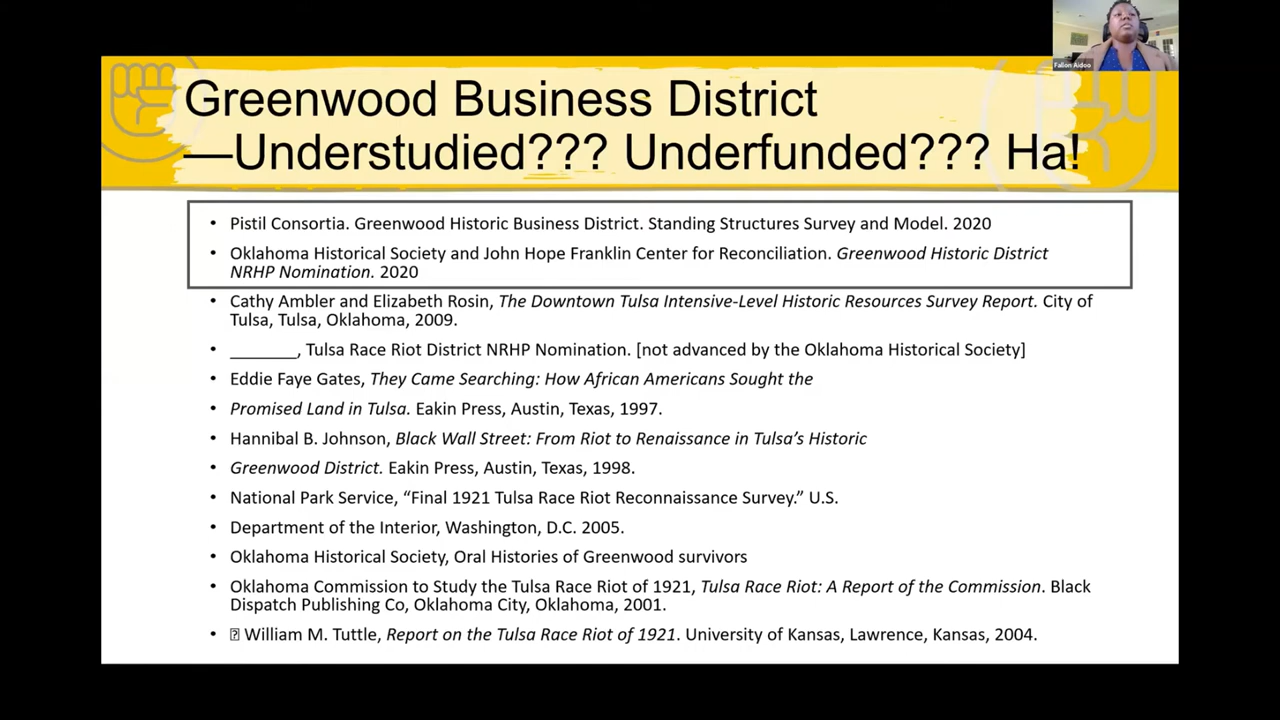 Fallon Aidoo
Greenwood Business District
—Understudied??? Underfunded??? Ha!
• Pistil Consortia. Greenwood Historic Business District. Standing Structures Survey and Model. 2020
• Oklahoma Historical Society and John Hope Franklin Center for Reconciliation. Greenwood Historic District
NRHP Nomination. 2020
• Cathy Ambler and Elizabeth Rosin, The Downtown Tulsa Intensive-Level Historic Resources Survey Report. City of
Tulsa, Tulsa, Oklahoma, 2009.
• _______, Tulsa Race Riot District NRHP Nomination. [not advanced by the Oklahoma Historical Society]
• Eddie Faye Gates, They Came Searching: How African Americans Sought the
• Promised Land in Tulsa. Eakin Press, Austin, Texas, 1997.
• Hannibal B. Johnson, Black Wall Street: From Riot to Renaissance in Tulsa’s Historic
• Greenwood District. Eakin Press, Austin, Texas, 1998.
• National Park Service, “Final 1921 Tulsa Race Riot Reconnaissance Survey.” U.S.
• Department of the Interior, Washington, D.C. 2005.
• Oklahoma Historical Society, Oral Histories of Greenwood survivors
• Oklahoma Commission to Study the Tulsa Race Riot of 1921, Tulsa Race Riot: A Report of the Commission. Black
Dispatch Publishing Co, Oklahoma City, Oklahoma, 2001.
• William M. Tuttle, Report on the Tulsa Race Riot of 1921. University of Kansas, Lawrence, Kansas, 2004.